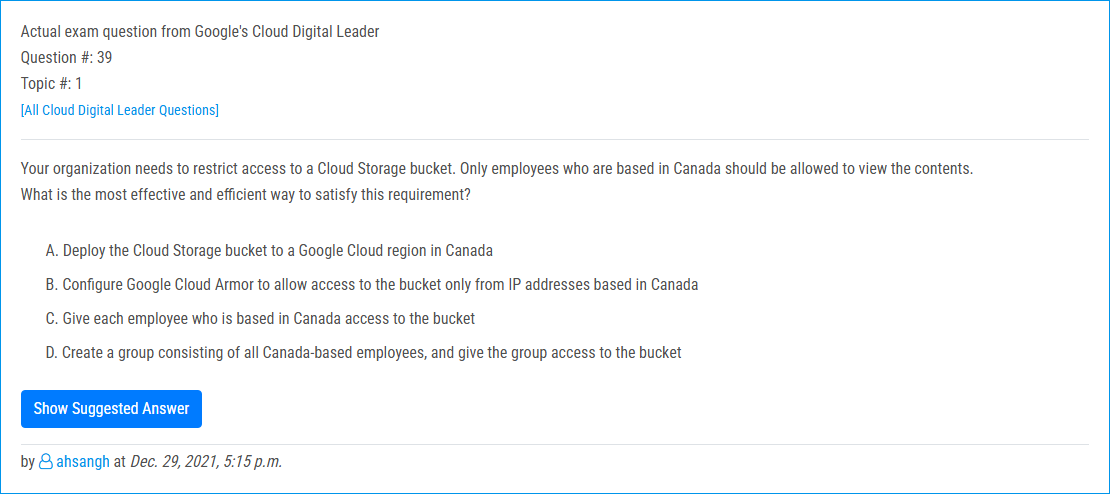 Actual exam question from Google's Cloud Digital Leader
Question #: 39
Topic #: 1
[All Cloud Digital Leader Questions]
Your organization needs to restrict access to a Cloud Storage bucket. Only employees who are based in Canada should be allowed to view the contents.
What is the most effective and efficient way to satisfy this requirement?
A. Deploy the Cloud Storage bucket to a Google Cloud region in Canada
B. Configure Google Cloud Armor to allow access to the bucket only from IP addresses based in Canada
C. Give each employee who is based in Canada access to the bucket
D. Create a group consisting of all Canada-based employees, and give the group access to the bucket
Show Suggested Answer
by ahsangh at Dec. 29, 2021, 5:15 p.m.